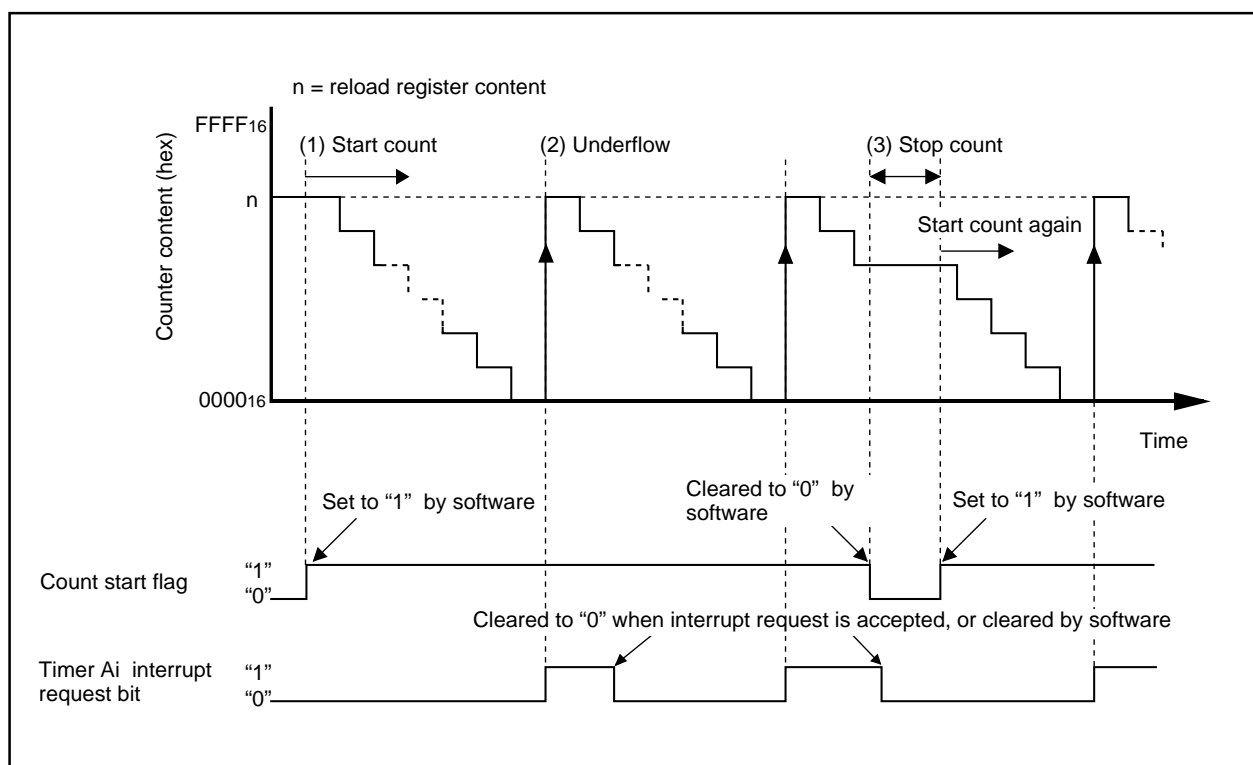 n = reload register content
FFFF16
(1) Start count
(2) Underflow
(3) Stop count
Counter content (hex)
n
Start count again
000016
Time
Set to “1” by software
Cleared to “0” by
software
Set to “1” by software
Count start flag
“1”
“0”
Cleared to “0” when interrupt request is accepted, or cleared by software
Timer Ai interrupt
request bit
“1”
“0”